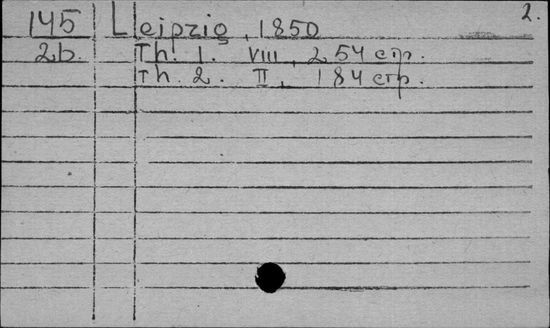 2.
145 Leipzig, 1850
2b. Th. 1. VIII, 254 стр.
Th. 2. II, 184 стр.